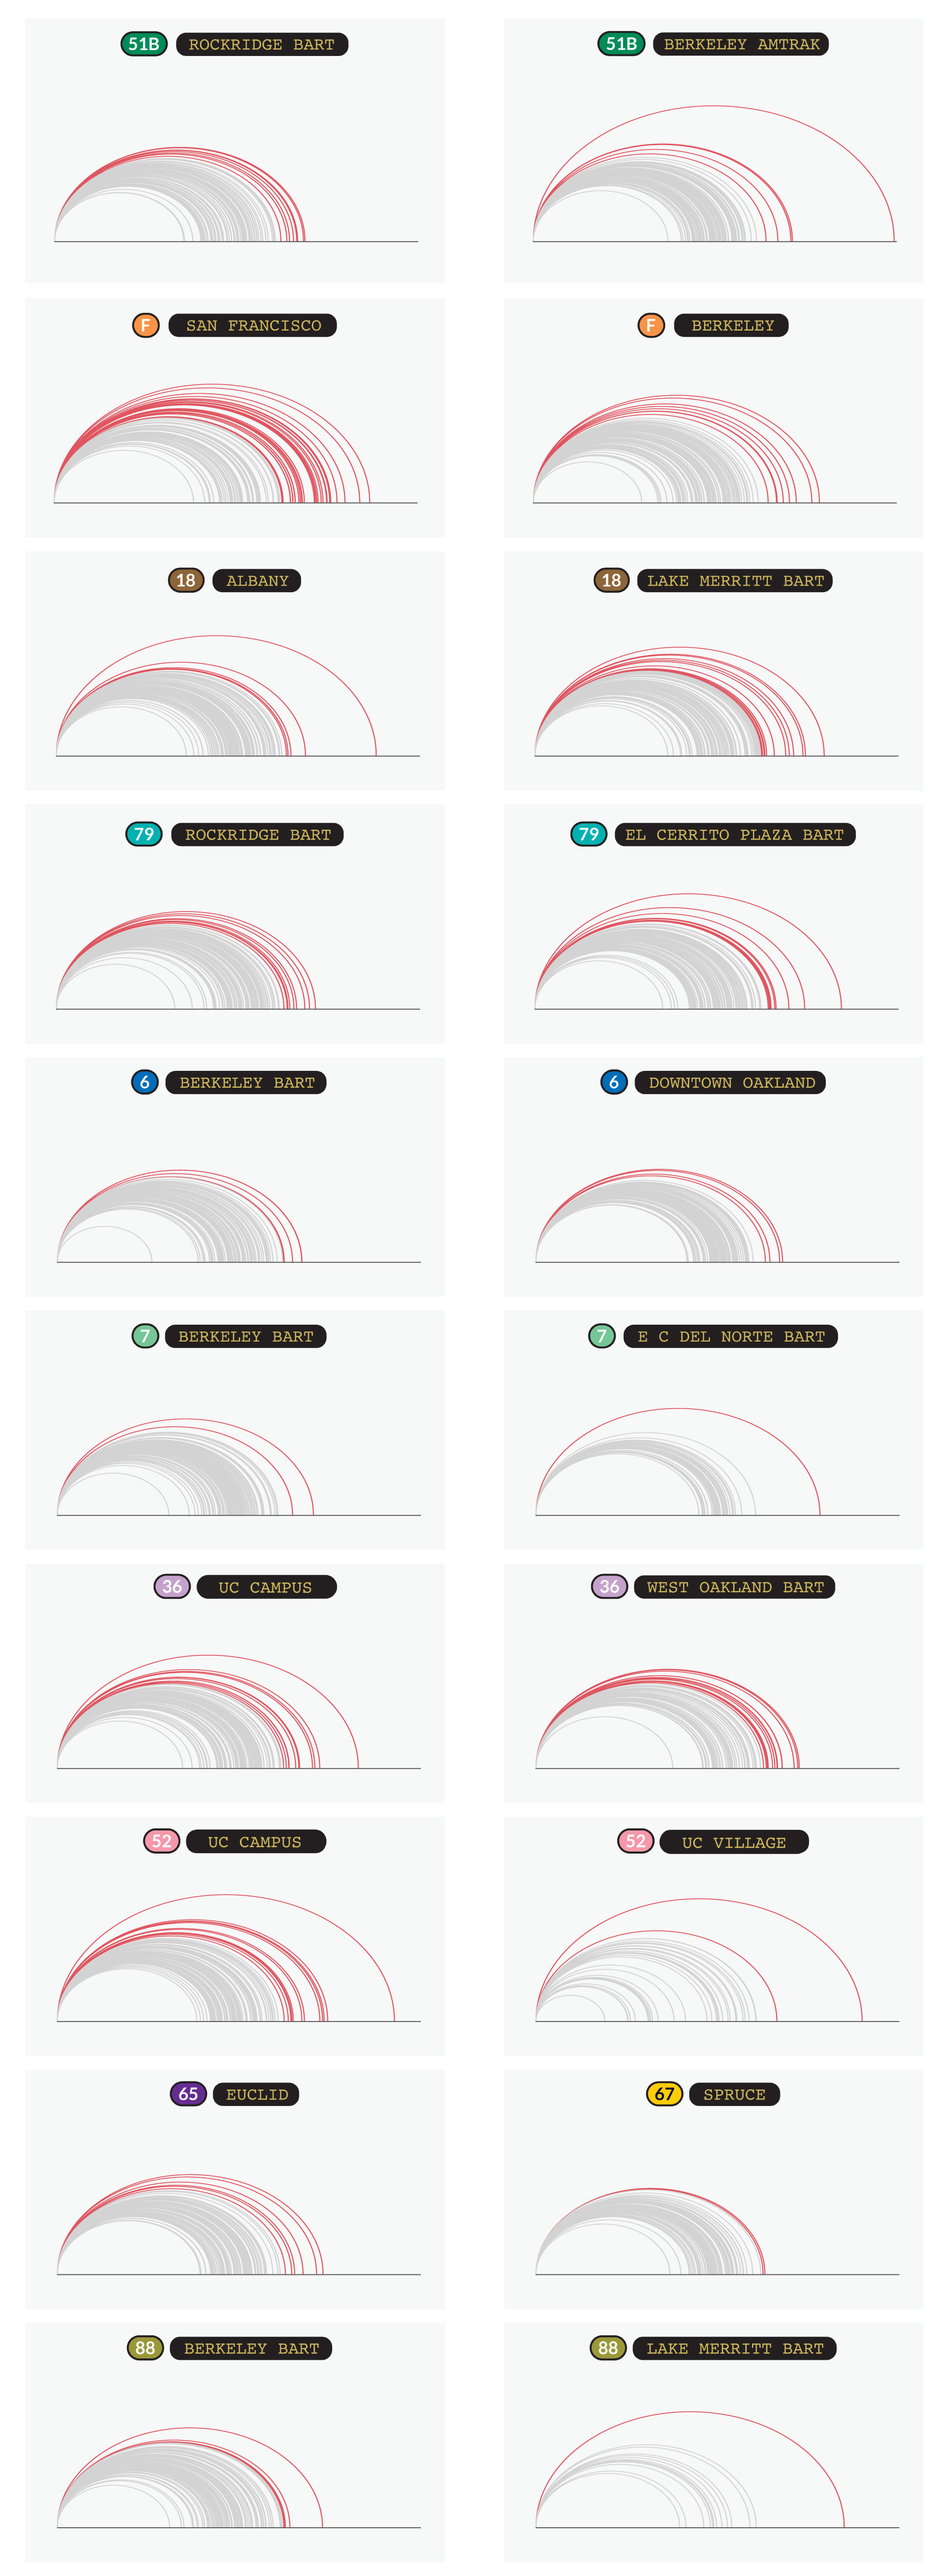 51B ROCKRIDGE BART
51B BERKELEY AMTRAK
F SAN FRANCISCO
F BERKELEY
18 ALBANY
18 LAKE MERRITT BART
79 ROCKRIDGE BART
79 EL CERRITO PLAZA BART
6 BERKELEY BART
6 DOWNTOWN OAKLAND
7 BERKELEY BART
7 E C DEL NORTE BART
36 UC CAMPUS
36 WEST OAKLAND BART
52 UC CAMPUS
52 UC VILLAGE
65 EUCLID
67 SPRUCE
88 BERKELEY BART
88 LAKE MERRITT BART